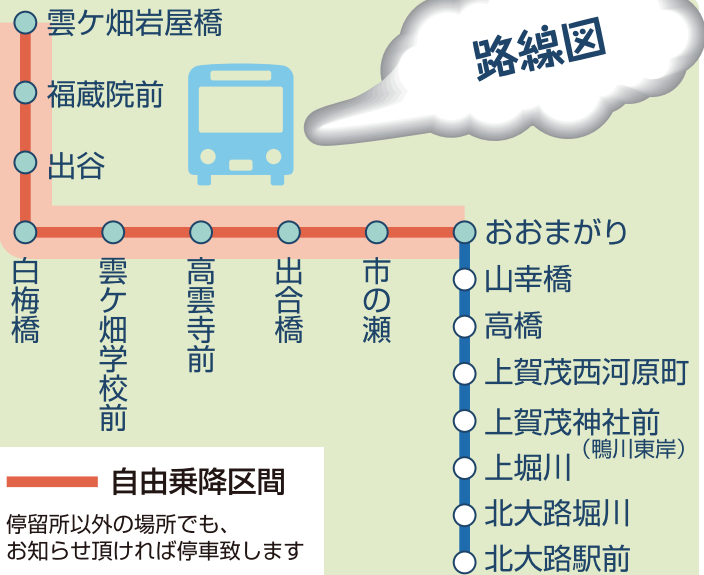 路線図
雲ケ畑岩屋橋
福蔵院前
出谷
白梅橋
雲ケ畑学校前
高雲寺前
出合橋
市の瀬
おおまがり
山幸橋
高橋
上賀茂西河原町
上賀茂神社前
（鴨川東岸）
上堀川
北大路堀川
北大路駅前
自由乗降区間
停留所以外の場所でも、
お知らせ頂ければ停車致します